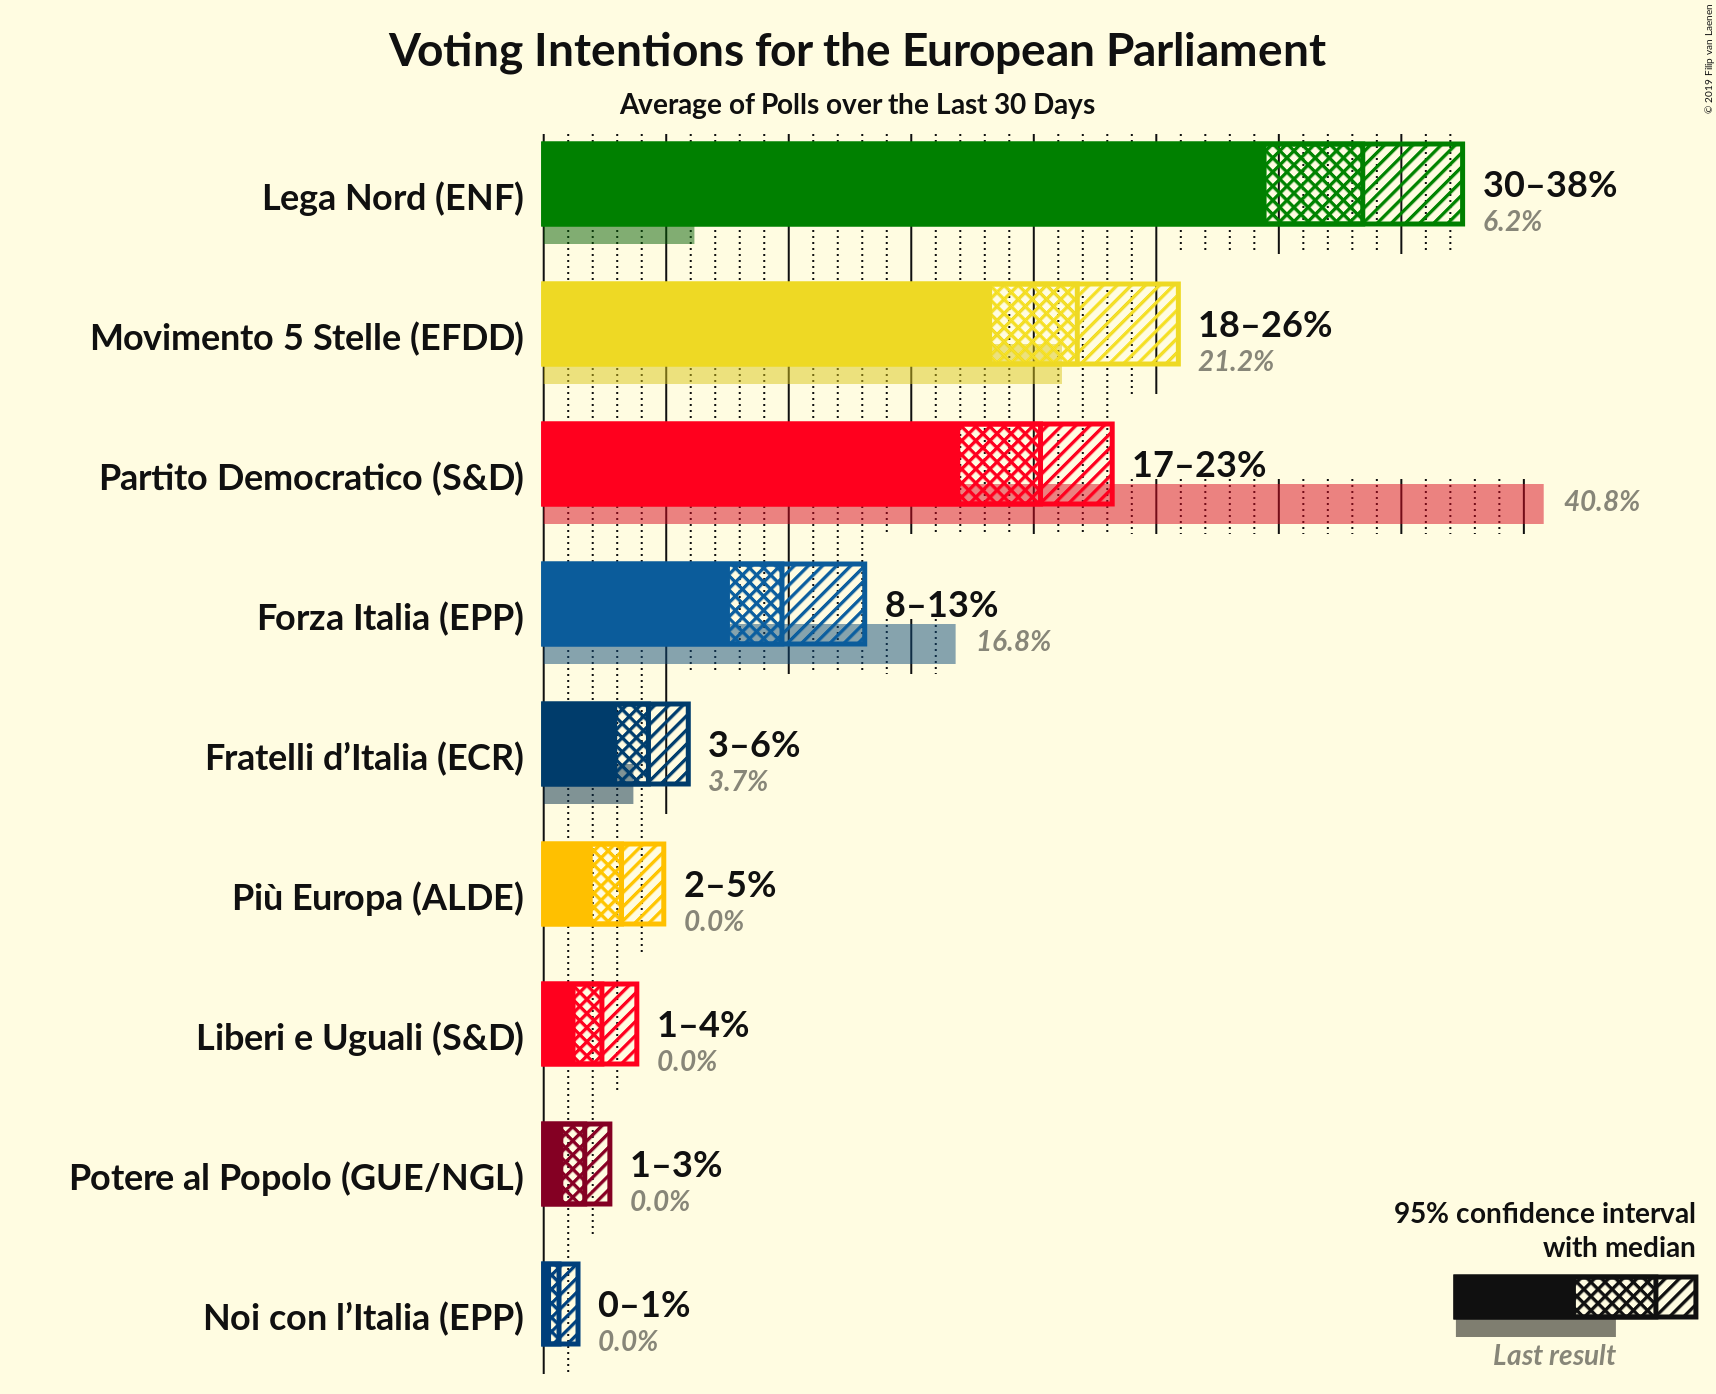 Voting Intentions for the European Parliament
Average of Polls over the Last 30 Days
© 2019 Filip van Laenen
Lega Nord (ENF)
30–38%
6.2%
Movimento 5 Stelle (EFDD)
18–26%
21.2%
Partito Democratico (S&D)
17–23%
40.8%
Forza Italia (EPP)
8–13%
16.8%
Fratelli d’Italia (ECR)
3–6%
3.7%
Più Europa (ALDE)
2–5%
0.0%
Liberi e Uguali (S&D)
1–4%
0.0%
Potere al Popolo (GUE/NGL)
1–3%
0.0%
Noi con l’Italia (EPP)
0–1%
0.0%
95% confidence interval
with median
Last result